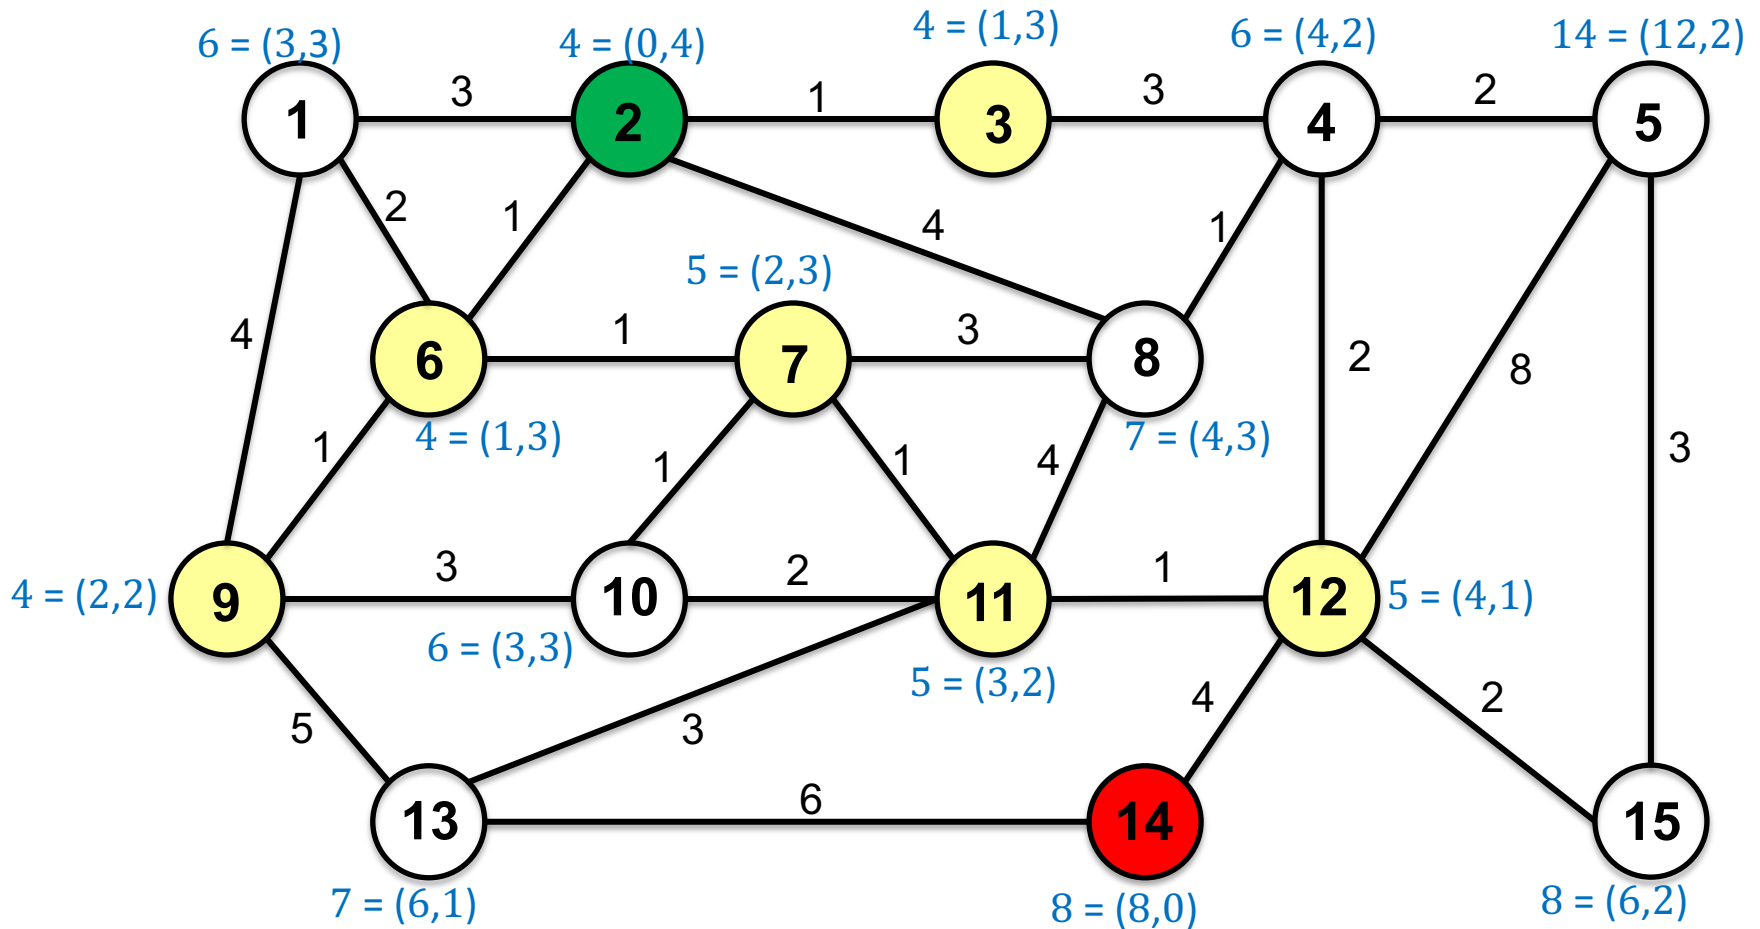 6 = (3,3)
4 = (0,4)
4 = (1,3)
6 = (4,2)
14 = (12,2)
1
3
2
1
3
3
4
2
5
2
1
4
1
5 = (2,3)
4
6
1
7
3
8
2
8
3
4 = (1,3)
7 = (4,3)
1
1
1
4
4 = (2,2)
9
3
10
2
11
1
12
5 = (4,1)
6 = (3,3)
5 = (3,2)
5
3
4
2
13
6
14
15
7 = (6,1)
8 = (8,0)
8 = (6,2)